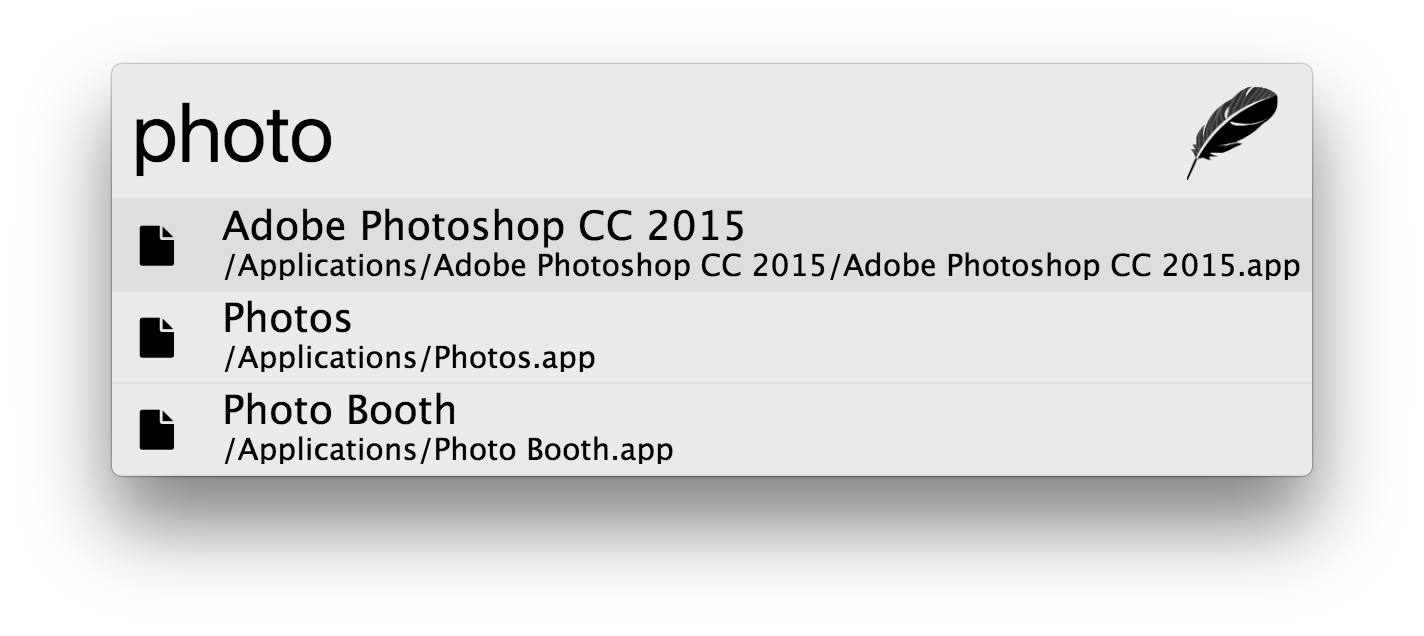 photo
Adobe Photoshop CC 2015
/Applications/Adobe Photoshop CC 2015/Adobe Photoshop CC 2015.app
Photos
/Applications/Photos.app
Photo Booth
/Applications/Photo Booth.app